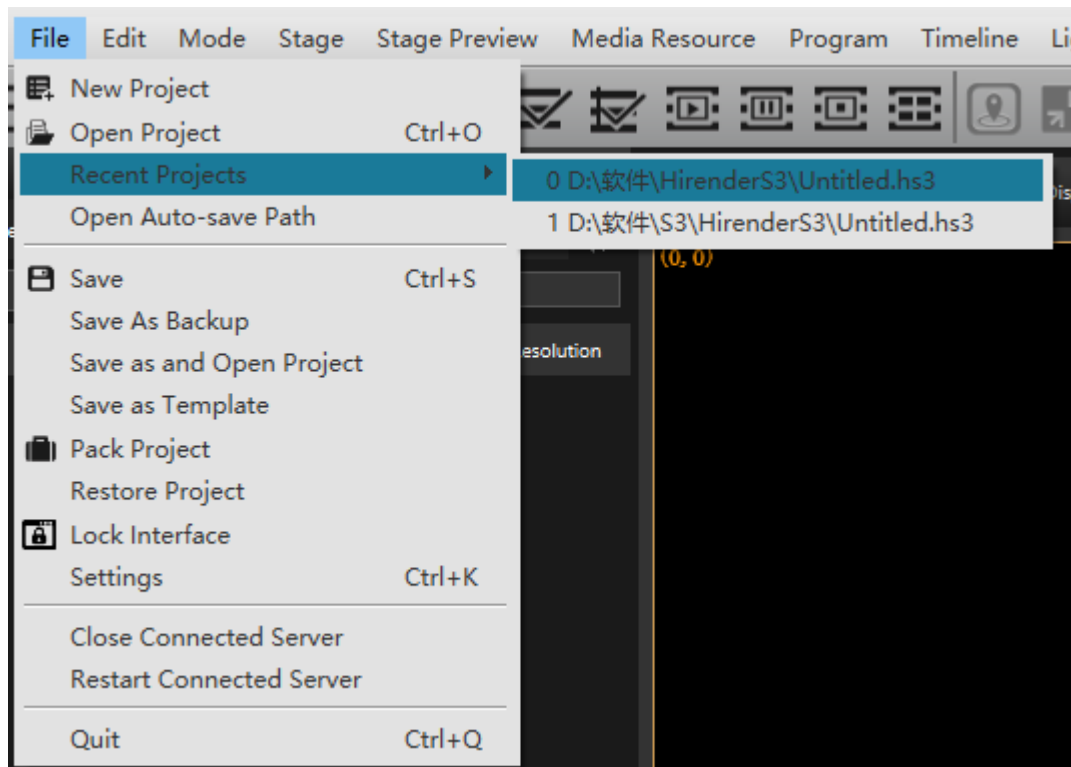 File Edit Mode Stage Stage Preview Media Resource Program Timeline
New Project
Open Project Ctrl+O
Recent Projects
0 D:\软件\HirenderS3\Untitled.hs3
Open Auto-save Path
1 D:\软件\S3\HirenderS3\Untitled.hs3
(0, 0)
Save Ctrl+S
Save As Backup
Save as and Open Project
esolution
Save as Template
Pack Project
Restore Project
Lock Interface
Settings Ctrl+K
Close Connected Server
Restart Connected Server
Quit Ctrl+Q